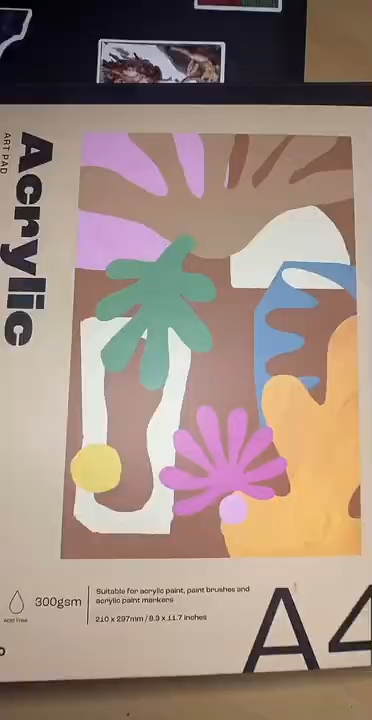 Acrylic
ART PAD
Acid Free
300gsm
Suitable for acrylic paint, paint brushes and
acrylic paint markers
210 x 297mm / 8.3 x 11.7 inches
A4